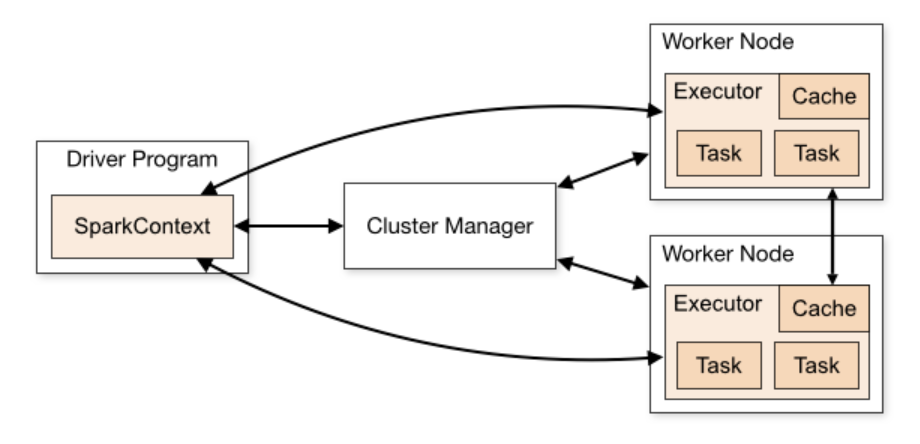 Driver Program
SparkContext
Cluster Manager
Worker Node
Executor
Cache
Task
Task
Worker Node
Executor
Cache
Task
Task